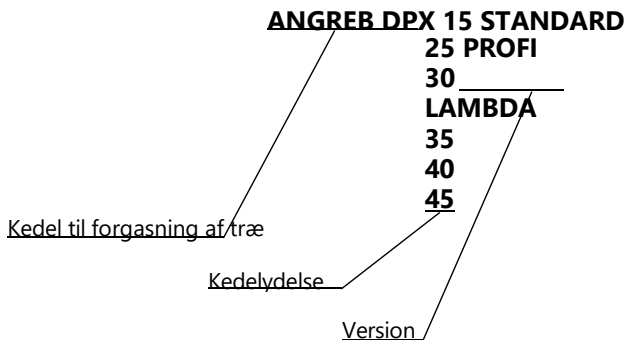 ANGREB DPX 15 STANDARD
25 PROFI
30
LAMBDA
35
40
45
Kedel til forgasning af træ
Kedelydelse
Version